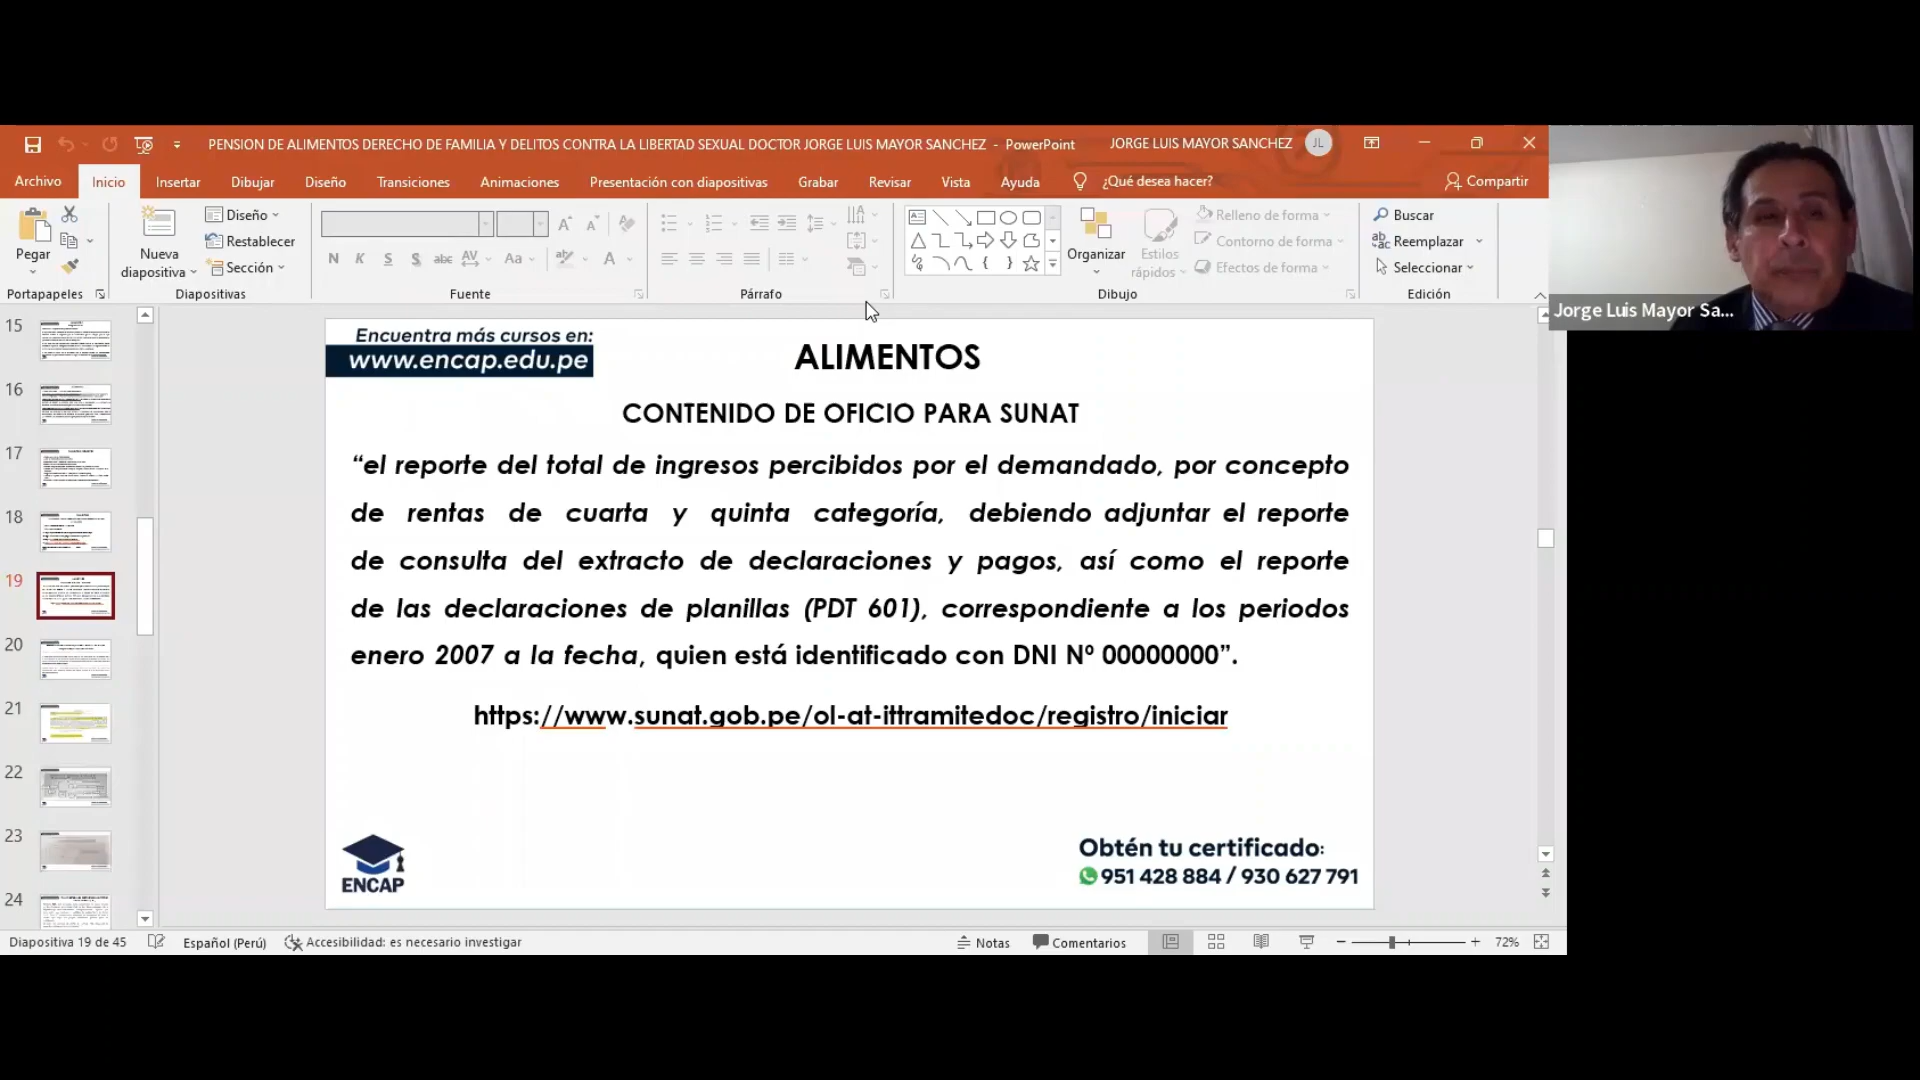 PENSION DE ALIMENTOS DERECHO DE FAMILIA Y DELITOS CONTRA LA LIBERTAD SEXUAL DOCTOR JORGE LUIS MAYOR SANCHEZ - PowerPoint
JORGE LUIS MAYOR SANCHEZ
JL
Archivo
Inicio
Insertar
Dibujar
Diseño
Transiciones
Animaciones
Presentación con diapositivas
Grabar
Revisar
Vista
Ayuda
¿Qué desea hacer?
Compartir
Pegar
Portapapeles
Nueva
diapositiva
Diseño
Restablecer
Sección
Diapositivas
N K S S abc AV Aa A
Fuente
Párrafo
Organizar
Estilos
rápidos
Relleno de forma
Contorno de forma
Efectos de forma
Dibujo
Buscar
Reemplazar
Seleccionar
Edición
Jorge Luis Mayor Sa...
15
16
17
18
19
20
21
22
23
24
Encuentra más cursos en:
www.encap.edu.pe
ALIMENTOS
CONTENIDO DE OFICIO PARA SUNAT
“el reporte del total de ingresos percibidos por el demandado, por concepto
de rentas de cuarta y quinta categoría, debiendo adjuntar el reporte
de consulta del extracto de declaraciones y pagos, así como el reporte
de las declaraciones de planillas (PDT 601), correspondiente a los periodos
enero 2007 a la fecha, quien está identificado con DNI Nº 00000000”.
https://www.sunat.gob.pe/ol-at-ittramitedoc/registro/iniciar
ENCAP
Obtén tu certificado:
951 428 884 / 930 627 791
Diapositiva 19 de 45
Español (Perú)
Accesibilidad: es necesario investigar
Notas
Comentarios
72%